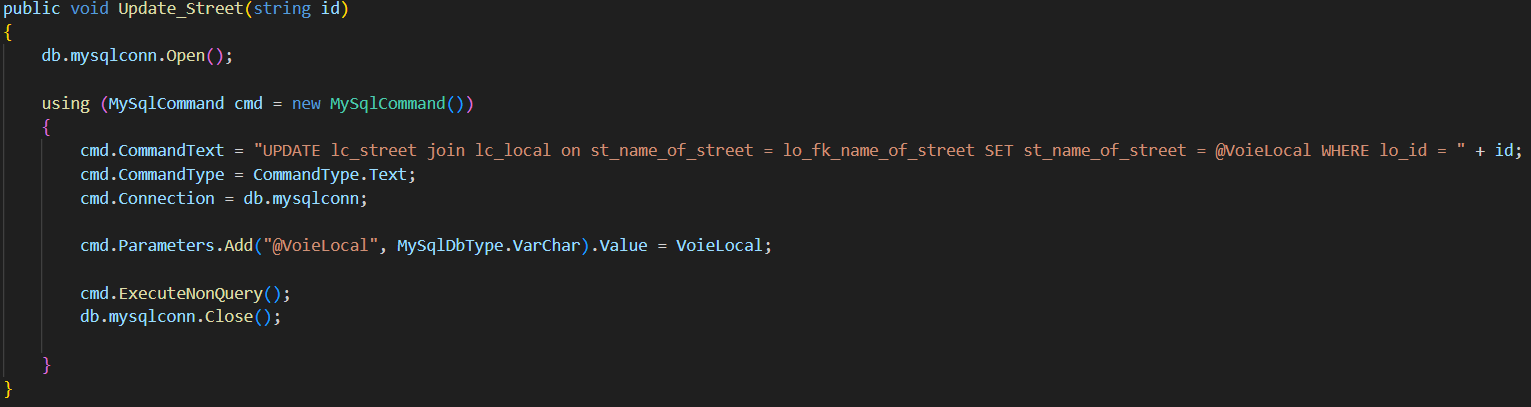 public void Update_Street(string id)
{
db.mysqlconn.Open();
using (MySqlCommand cmd = new MySqlCommand())
{
cmd.CommandText = "UPDATE lc_street join lc_local on st_name_of_street = lo_fk_name_of_street SET st_name_of_street = @VoieLocal WHERE lo_id = " + id;
cmd.CommandType = CommandType.Text;
cmd.Connection = db.mysqlconn;
cmd.Parameters.Add("@VoieLocal", MySqlDbType.VarChar).Value = VoieLocal;
cmd.ExecuteNonQuery();
db.mysqlconn.Close();
}
}